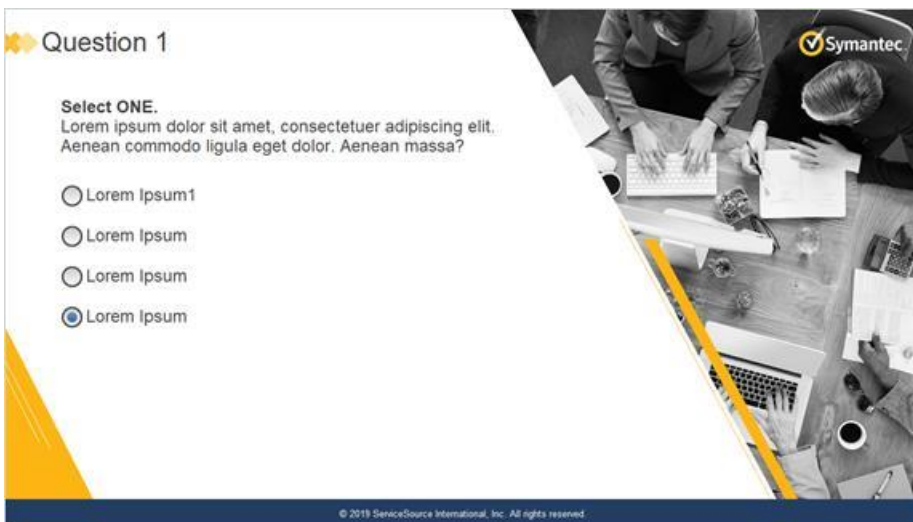 Question 1
Symantec
Select ONE.
Lorem ipsum dolor sit amet, consectetuer adipiscing elit.
Aenean commodo ligula eget dolor. Aenean massa?
Lorem Ipsum1
Lorem Ipsum
Lorem Ipsum
Lorem Ipsum
© 2019 ServiceSource International, Inc. All rights reserved.